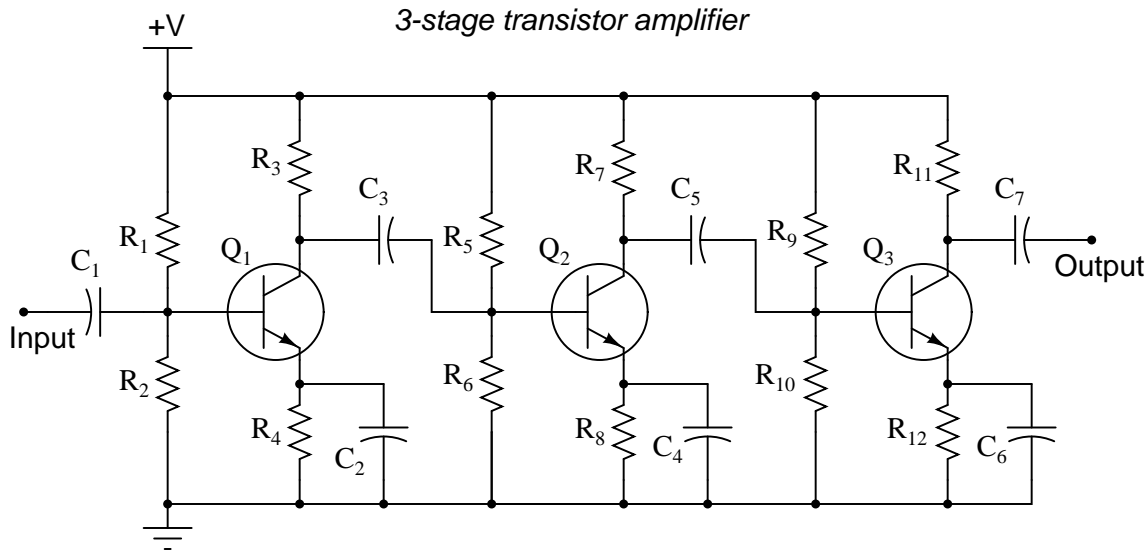 3-stage transistor amplifier
+V
R3
R7
R11
C3
C5
C7
R1
Q1
R5
Q2
R9
Q3
C1
Output
Input
R2
R6
R10
R4
C2
R8
C4
R12
C6